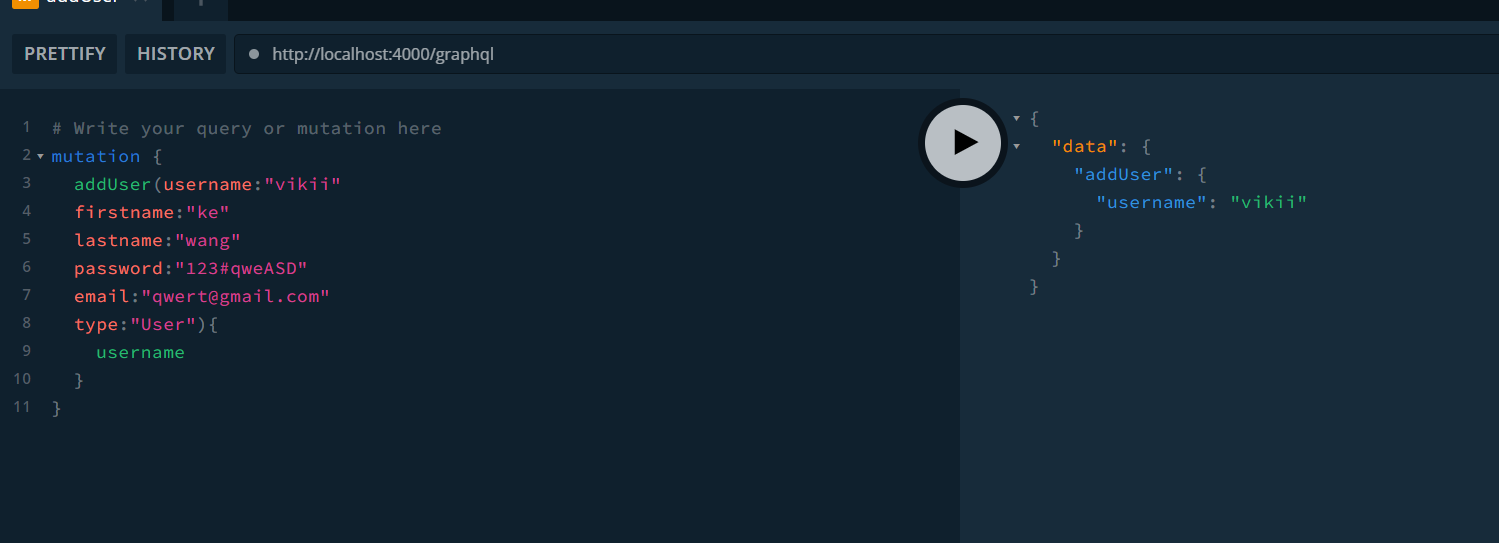 addUser
PRETTIFY HISTORY http://localhost:4000/graphql
1 # Write your query or mutation here
2 mutation {
3 addUser(username:"vikii"
4 firstname:"ke"
5 lastname:"wang"
6 password:"123#qweASD"
7 email:"qwert@gmail.com"
8 type:"User"){
9 username
10 }
11 }
{
"data": {
"addUser": {
"username": "vikii"
}
}
}